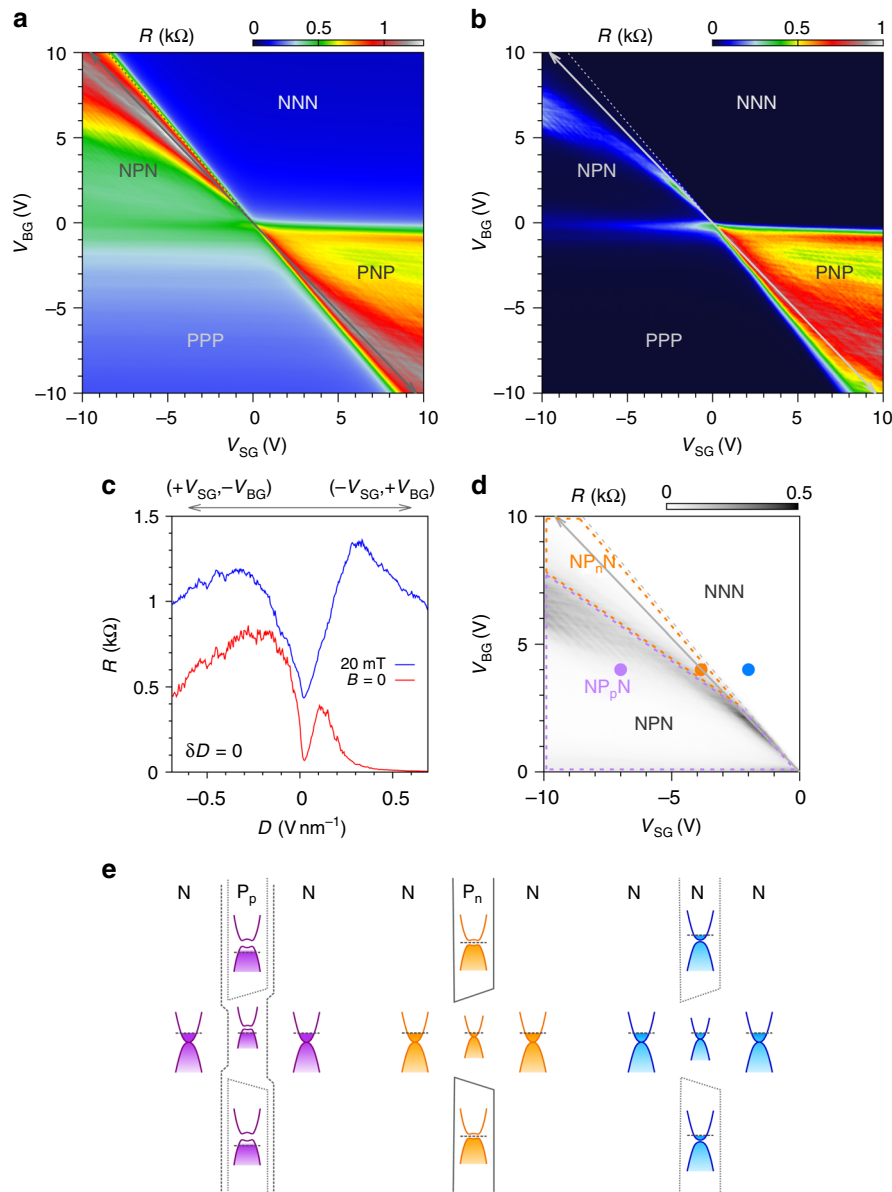 a
R (kΩ)
0 0.5 1
10
5
0
−5
−10
V_BG (V)
NNN
NPN
PNP
PPP
−10 −5 0 5 10
V_SG (V)
b
R (kΩ)
0 0.5 1
10
5
0
−5
−10
V_BG (V)
NNN
NPN
PNP
PPP
−10 −5 0 5 10
V_SG (V)
c
(+V_SG,−V_BG) (−V_SG,+V_BG)
1.5
1
0.5
0
R (kΩ)
20 mT
B = 0
δD = 0
−0.5 0 0.5
D (V nm⁻¹)
d
R (kΩ)
0 0.5
10
5
0
V_BG (V)
NP_nN
NNN
NP_pN
NPN
−10 −5 0
V_SG (V)
e
N P_p N N P_n N N N N